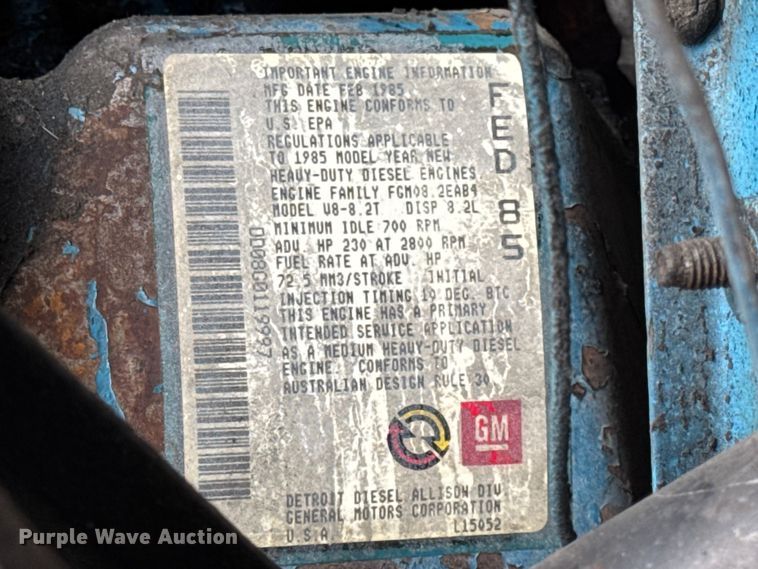 IMPORTANT ENGINE INFORMATION
MFG DATE FEB 1985
THIS ENGINE CONFORMS TO
U.S. EPA
REGULATIONS APPLICABLE
TO 1985 MODEL YEAR NEW
HEAVY-DUTY DIESEL ENGINES.
ENGINE FAMILY FGM08.2EAB4
MODEL V8-8.2T DISP 8.2L
MINIMUM IDLE 700 RPM
ADV. HP 230 AT 2800 RPM
FUEL RATE AT ADV. HP
72.5 MM3/STROKE INITIAL
INJECTION TIMING 19 DEG. BTC
THIS ENGINE HAS A PRIMARY
INTENDED SERVICE APPLICATION
AS A MEDIUM HEAVY-DUTY DIESEL
ENGINE. CONFORMS TO
AUSTRALIAN DESIGN RULE 30
FED 85
GM
DETROIT DIESEL ALLISON DIV
GENERAL MOTORS CORPORATION
U.S.A. L15052
Purple Wave Auction